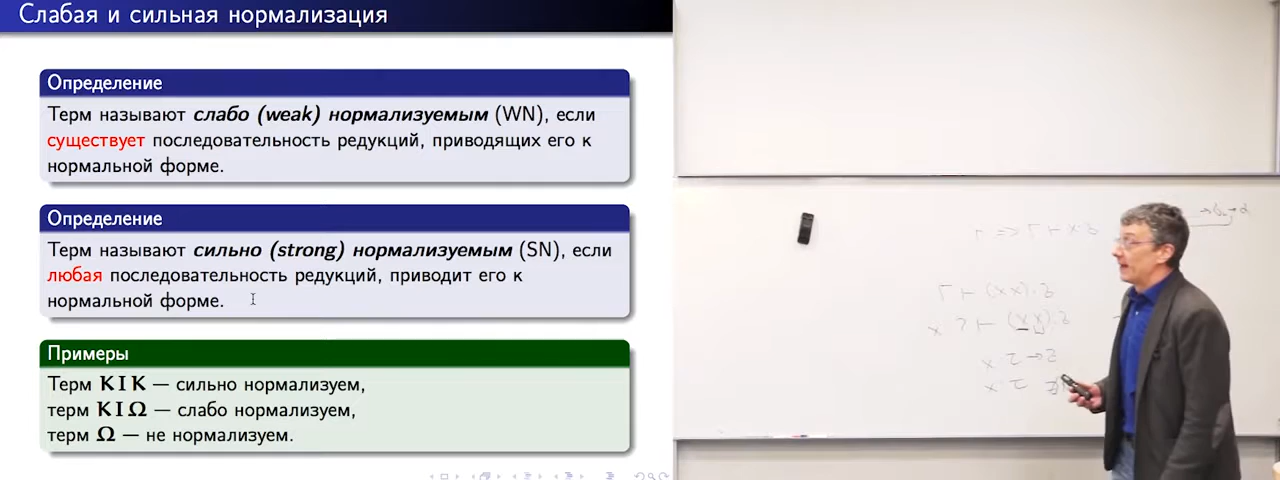 Слабая и сильная нормализация
Определение
Терм называют слабо (weak) нормализуемым (WN), если
существует последовательность редукций, приводящих его к
нормальной форме.
Определение
Терм называют сильно (strong) нормализуемым (SN), если
любая последовательность редукций, приводит его к
нормальной форме.
Примеры
Терм K I K — сильно нормализуем,
терм K I Ω — слабо нормализуем,
терм Ω — не нормализуем.